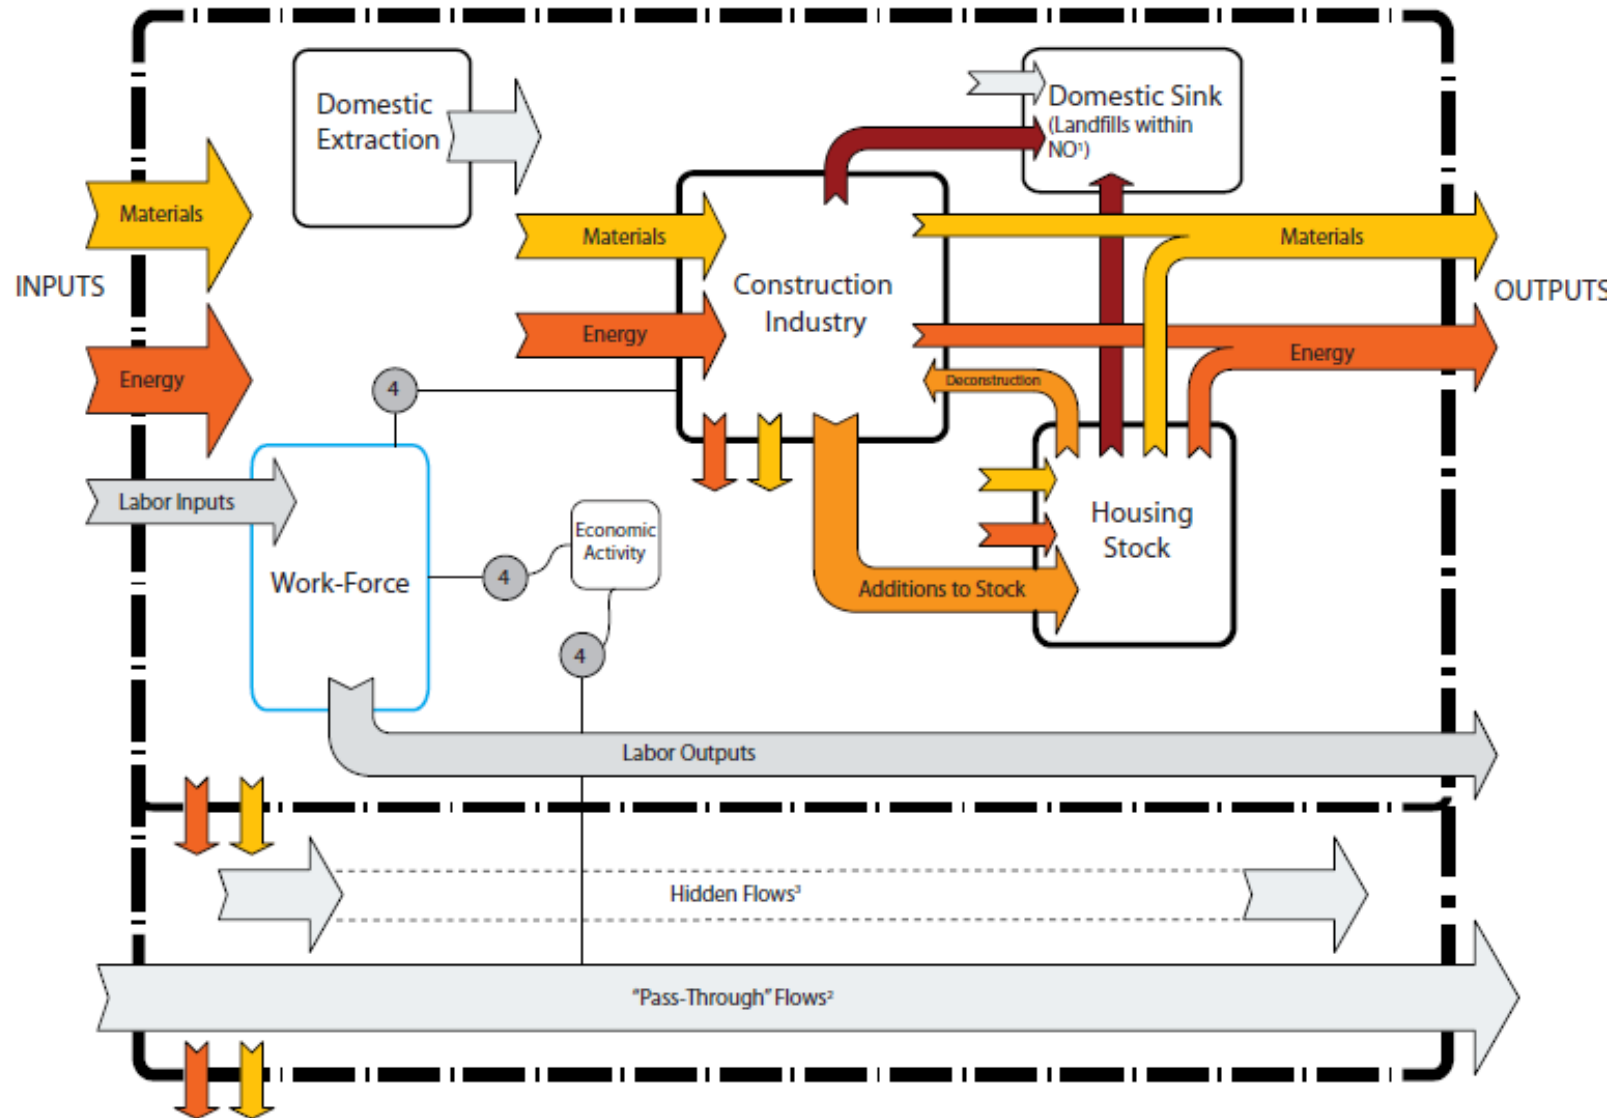 Domestic
Extraction
Domestic Sink
(Landfills within
NO¹)
Materials
Materials
Materials
INPUTS
Construction
Industry
OUTPUTS
Energy
Energy
Energy
Deconstruction
4
Labor Inputs
Housing
Stock
Economic
Activity
Work-Force
4
Additions to Stock
4
Labor Outputs
Hidden Flows³
"Pass-Through" Flows²